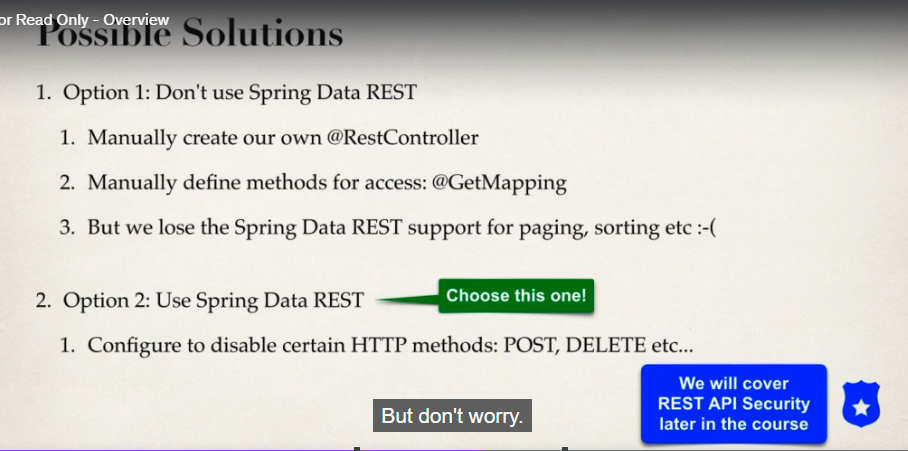 or Read Only - Overview
Possible Solutions
1. Option 1: Don't use Spring Data REST
1. Manually create our own @RestController
2. Manually define methods for access: @GetMapping
3. But we lose the Spring Data REST support for paging, sorting etc :-(
2. Option 2: Use Spring Data REST
Choose this one!
1. Configure to disable certain HTTP methods: POST, DELETE etc...
We will cover
REST API Security
later in the course
But don't worry.